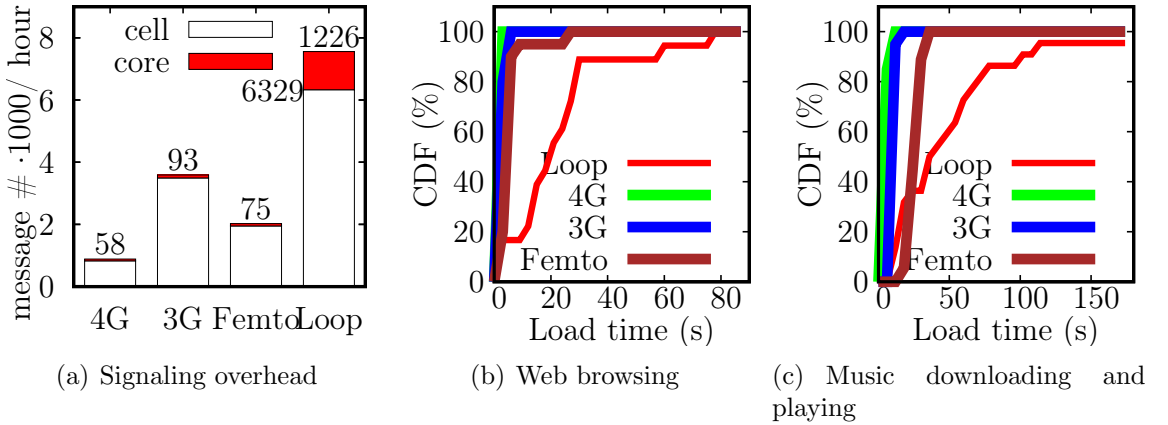 message # ·1000/ hour
8
6
4
2
0
cell
core
58
93
75
6329
1226
4G 3G Femto Loop
(a) Signaling overhead
CDF (%)
100
80
60
40
20
0
Loop
4G
3G
Femto
0 20 40 60 80
Load time (s)
(b) Web browsing
CDF (%)
100
80
60
40
20
0
Loop
4G
3G
Femto
0 50 100 150
Load time (s)
(c) Music downloading and
playing